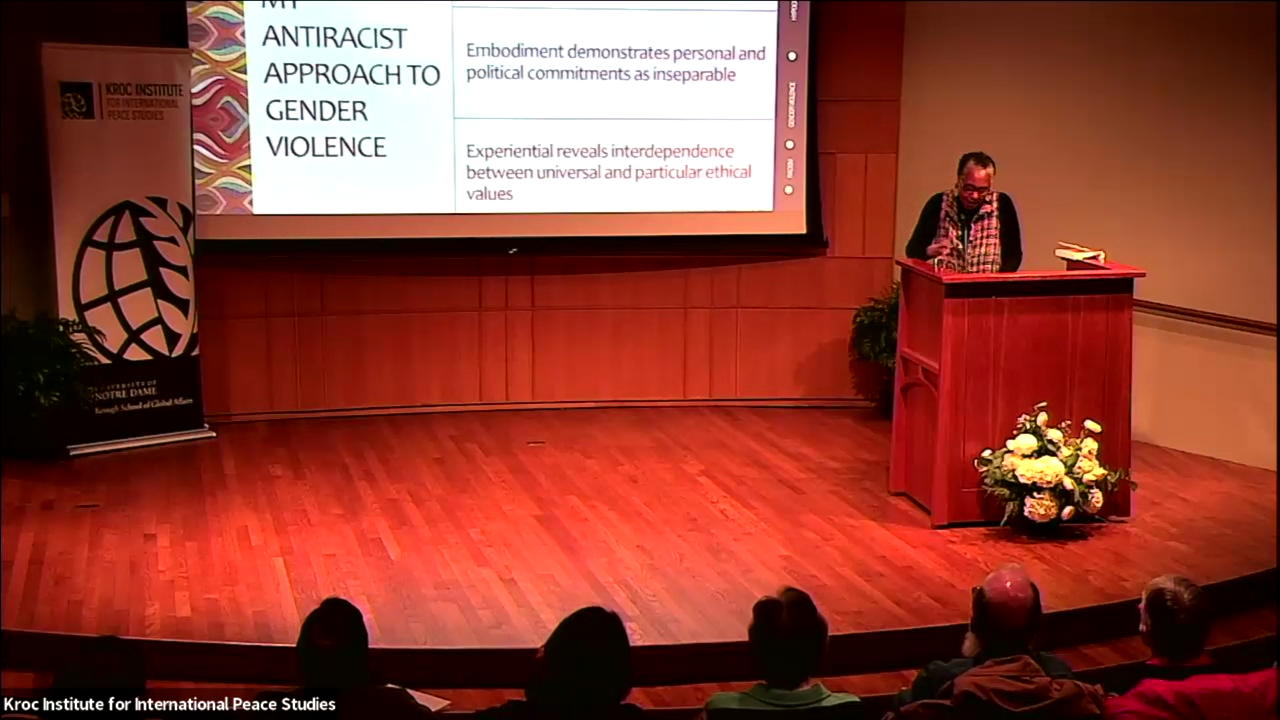 MY
ANTIRACIST
APPROACH TO
GENDER
VIOLENCE
Embodiment demonstrates personal and
political commitments as inseparable
Experiential reveals interdependence
between universal and particular ethical
values
KROC INSTITUTE
FOR INTERNATIONAL
PEACE STUDIES
UNIVERSITY OF
NOTRE DAME
Keough School of Global Affairs
Kroc Institute for International Peace Studies